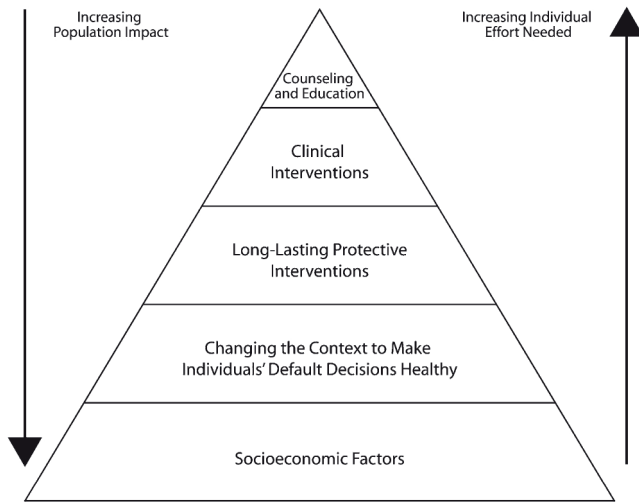 Increasing
Population Impact
Increasing Individual
Effort Needed
Counseling
and Education
Clinical
Interventions
Long-Lasting Protective
Interventions
Changing the Context to Make
Individuals' Default Decisions Healthy
Socioeconomic Factors